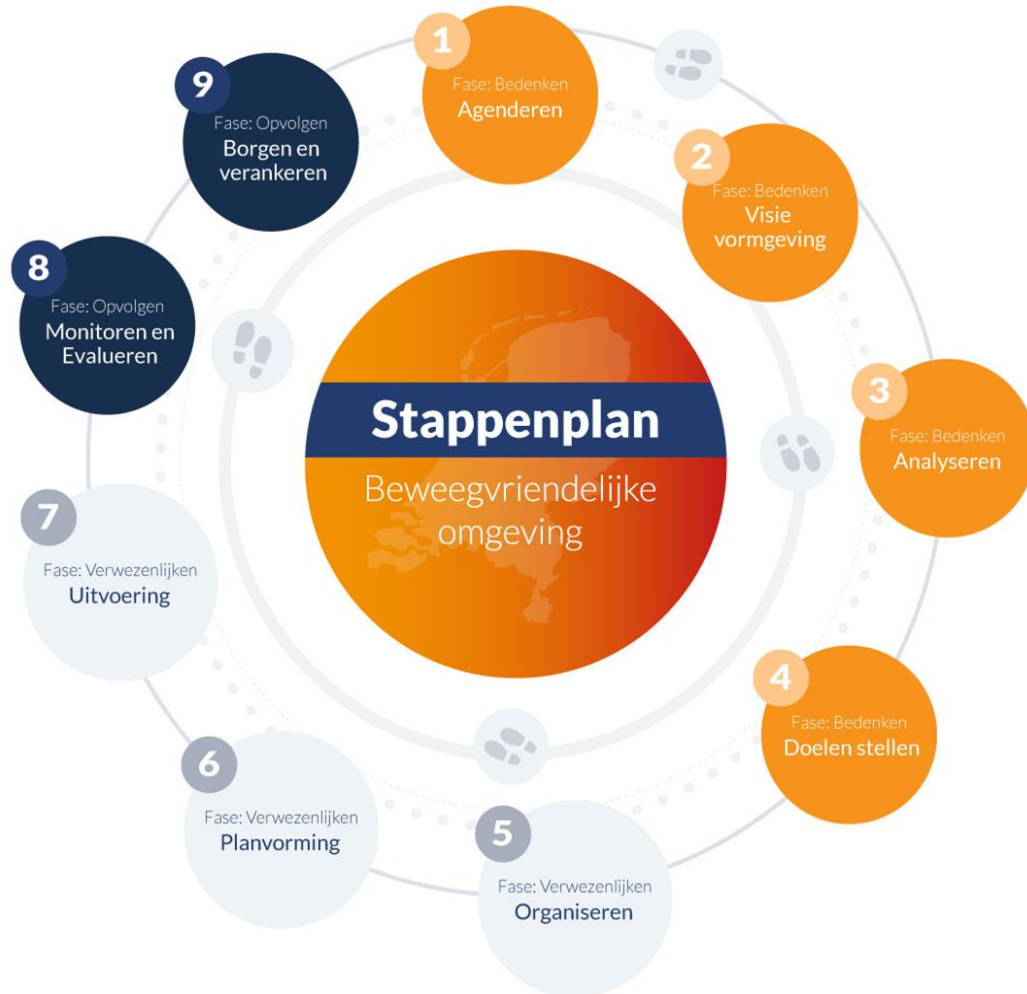 Stappenplan
Beweegvriendelijke
omgeving
1
Fase: Bedenken
Agenderen
2
Fase: Bedenken
Visie
vormgeving
3
Fase: Bedenken
Analyseren
4
Fase: Bedenken
Doelen stellen
5
Fase: Verwezenlijken
Organiseren
6
Fase: Verwezenlijken
Planvorming
7
Fase: Verwezenlijken
Uitvoering
8
Fase: Opvolgen
Monitoren en
Evalueren
9
Fase: Opvolgen
Borgen en
verankeren